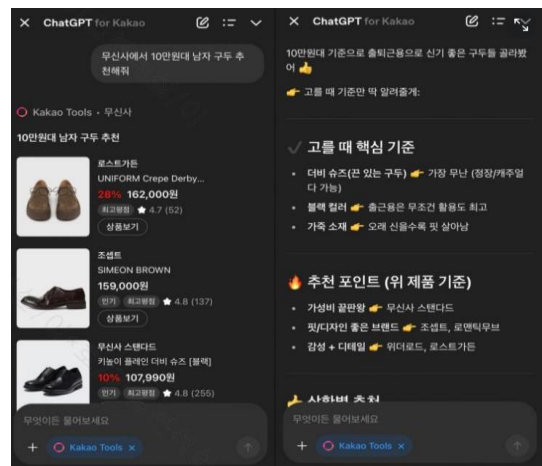 ChatGPT for Kakao
무신사에서 10만원대 남자 구두 추
천해줘
Kakao Tools • 무신사
10만원대 남자 구두 추천
로스트가든
UNIFORM Crepe Derby...
28% 162,000원
최고평점 ★ 4.7 (52)
상품보기
조셉트
SIMEON BROWN
159,000원
인기 최고평점 ★ 4.8 (137)
상품보기
무신사 스탠다드
키높이 플레인 더비 슈즈 [블랙]
10% 107,990원
인기 최고평점 ★ 4.8 (255)
무엇이든 물어보세요
+ Kakao Tools ×
ChatGPT for Kakao
10만원대 기준으로 출퇴근용으로 신기 좋은 구두들 골라봤
어 👍
👉 고를 때 기준만 딱 알려줄게:
✔ 고를 때 핵심 기준
• 더비 슈즈(끈 있는 구두) 👉 가장 무난 (정장/캐주얼
다 가능)
• 블랙 컬러 👉 출근용은 무조건 활용도 최고
• 가죽 소재 👉 오래 신을수록 핏 살아남
🔥 추천 포인트 (위 제품 기준)
• 가성비 끝판왕 👉 무신사 스탠다드
• 핏/디자인 좋은 브랜드 👉 조셉트, 로맨틱무브
• 감성 + 디테일 👉 위더로드, 로스트가든
무엇이든 물어보세요
+ Kakao Tools ×